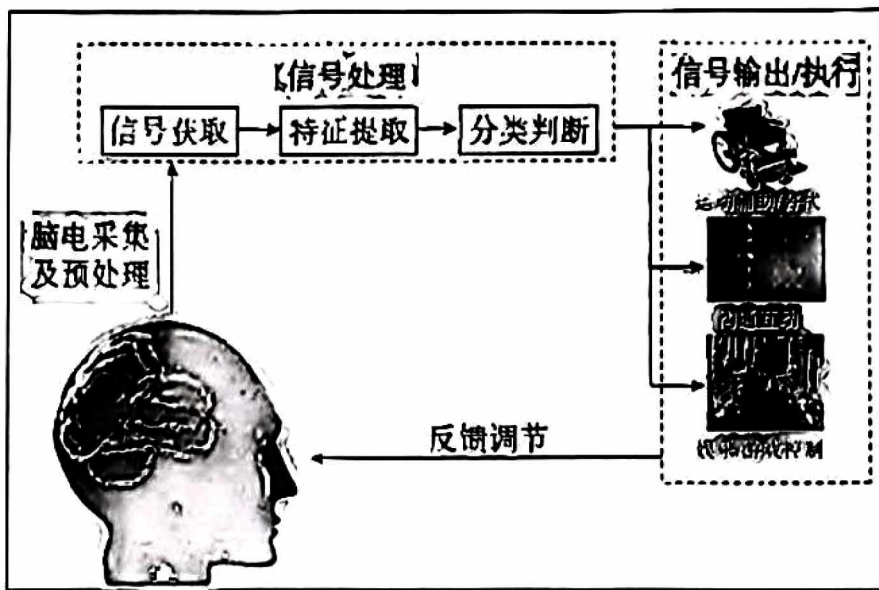 信号处理
信号输出/执行
信号获取
特征提取
分类判断
脑电采集
及预处理
反馈调节